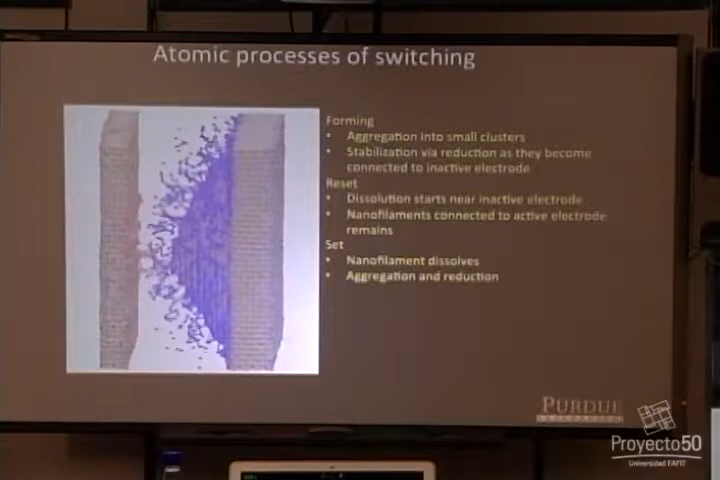 Atomic processes of switching
Forming
• Aggregation into small clusters
• Stabilization via reduction as they become
connected to inactive electrode
Reset
• Dissolution starts near inactive electrode
• Nanofilaments connected to active electrode
remains
Set
• Nanofilament dissolves
• Aggregation and reduction
PURDUE
UNIVERSITY
Proyecto50
Universidad EAFIT